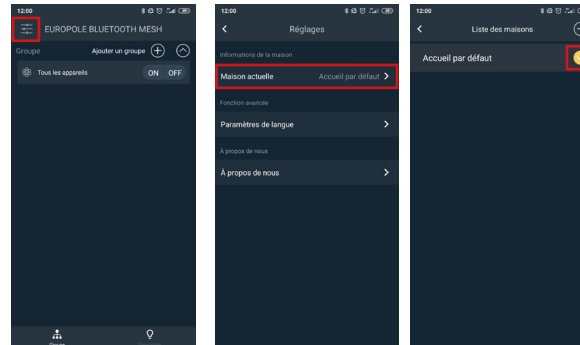 12:00
EUROPOLE BLUETOOTH MESH
Groupe Ajouter un groupe
Tous les appareils ON OFF
12:00
Réglages
Informations de la maison
Maison actuelle Accueil par défaut
Fonction avancée
Paramètres de langue
À propos de nous
À propos de nous
12:00
Liste des maisons
Accueil par défaut